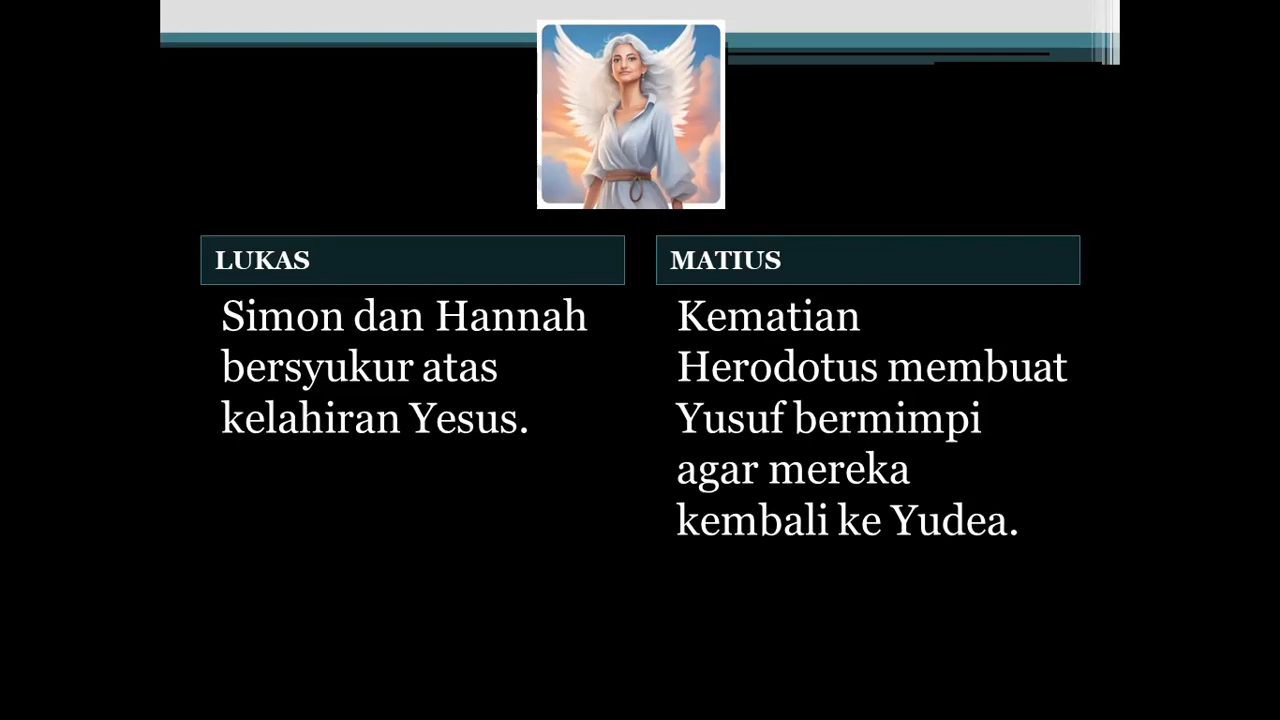 LUKAS
Simon dan Hannah
bersyukur atas
kelahiran Yesus.
MATIUS
Kematian
Herodotus membuat
Yusuf bermimpi
agar mereka
kembali ke Yudea.